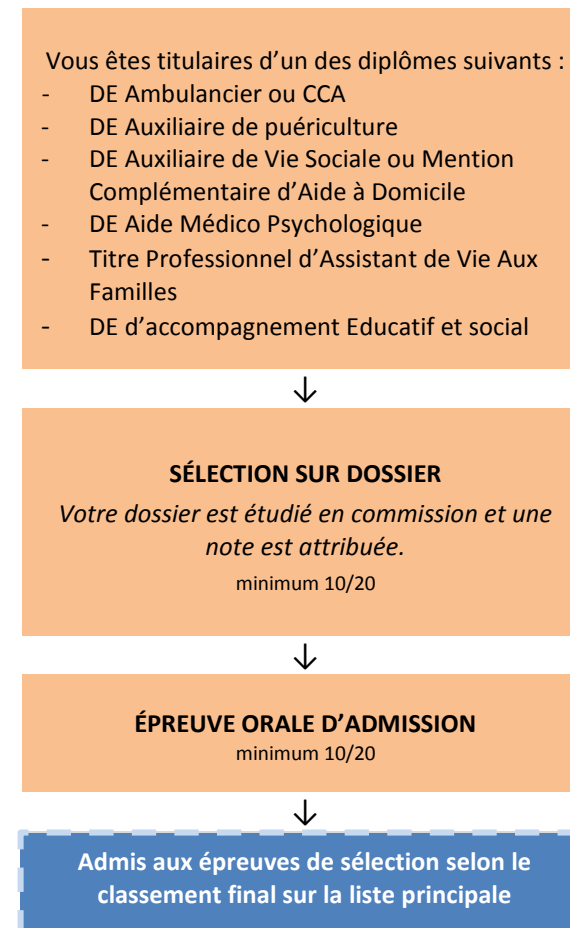 Vous êtes titulaires d'un des diplômes suivants :
- DE Ambulancier ou CCA
- DE Auxiliaire de puériculture
- DE Auxiliaire de Vie Sociale ou Mention
Complémentaire d'Aide à Domicile
- DE Aide Médico Psychologique
- Titre Professionnel d'Assistant de Vie Aux
Familles
- DE d'accompagnement Educatif et social
↓
SÉLECTION SUR DOSSIER
Votre dossier est étudié en commission et une
note est attribuée.
minimum 10/20
↓
ÉPREUVE ORALE D'ADMISSION
minimum 10/20
↓
Admis aux épreuves de sélection selon le
classement final sur la liste principale